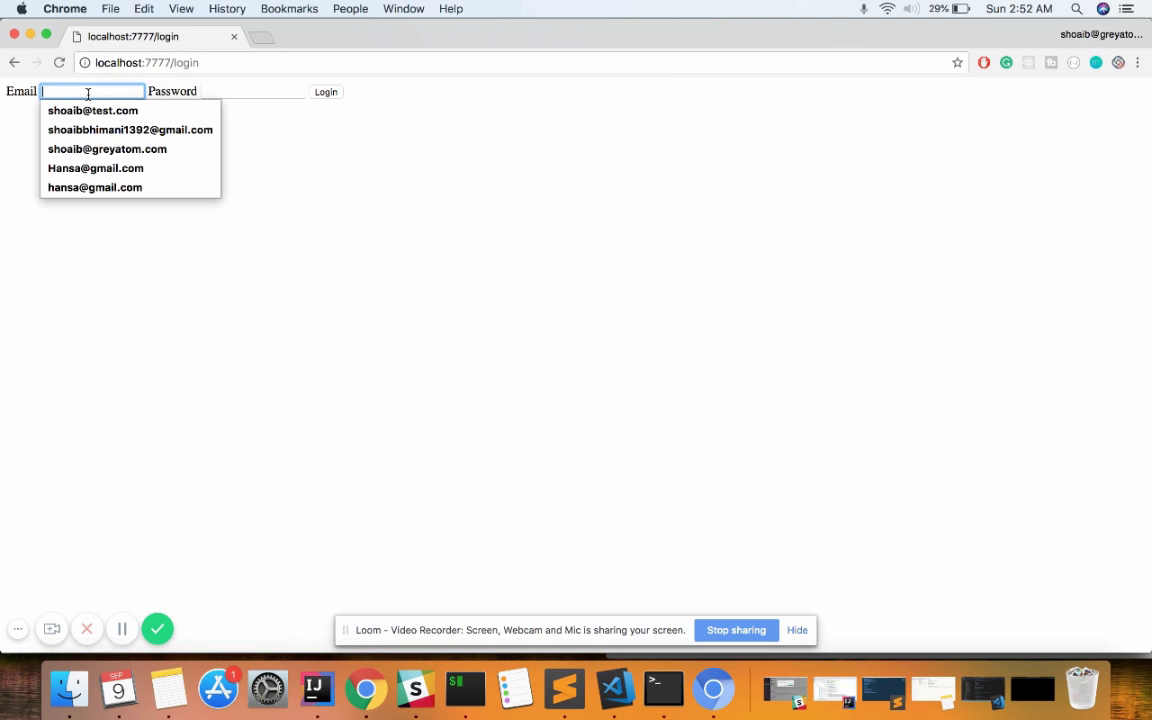 Chrome File Edit View History Bookmarks People Window Help 29% Sun 2:52 AM
localhost:7777/login shoaib@greyato...
localhost:7777/login
Email Password Login
shoaib@test.com
shoaibbhimani1392@gmail.com
shoaib@greyatom.com
Hansa@gmail.com
hansa@gmail.com
Loom - Video Recorder: Screen, Webcam and Mic is sharing your screen. Stop sharing Hide
SEP
9
1
IJ
S
$
>_